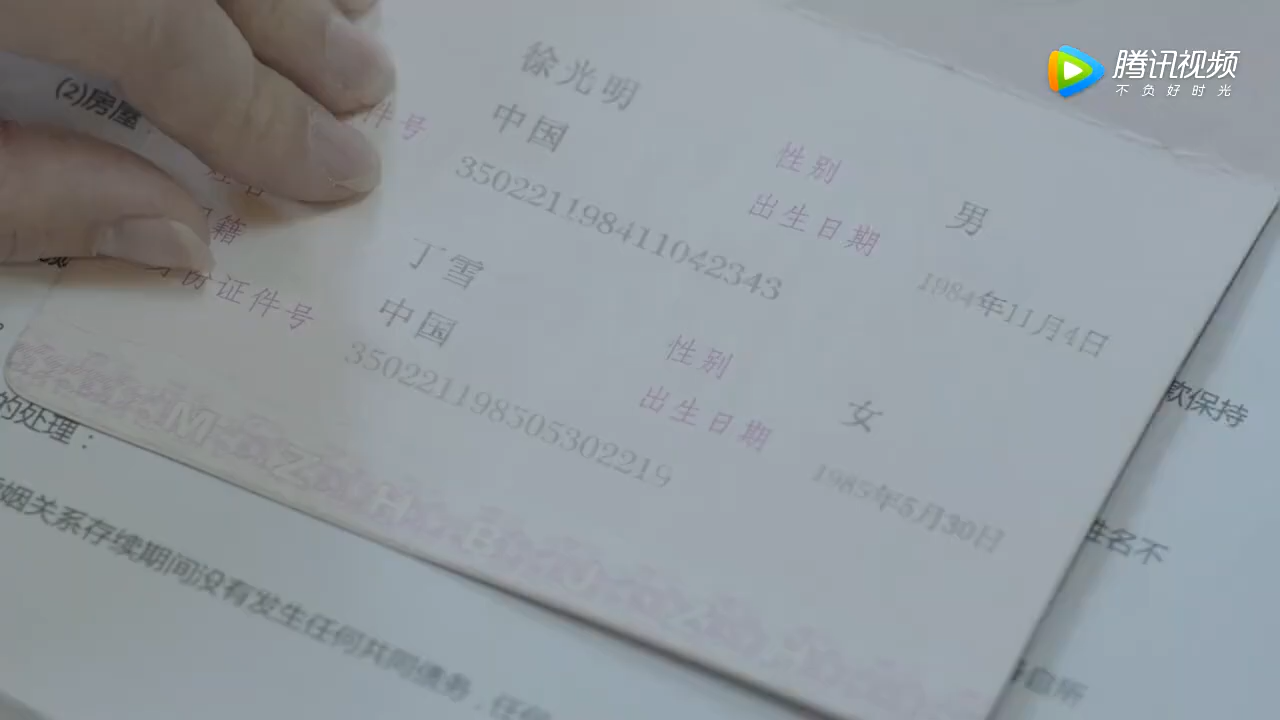 腾讯视频
不负好时光
徐光明
性别 男
中国
出生日期 1984年11月4日
件号 350221198411042343
(2)房屋
丁雪
性别 女
籍 中国
出生日期 1985年5月30日
身份证件号 350221198505302219
款保持
的处理：
姓名不
姻关系存续期间没有发生任何共同债务，任何
MZHBJZ